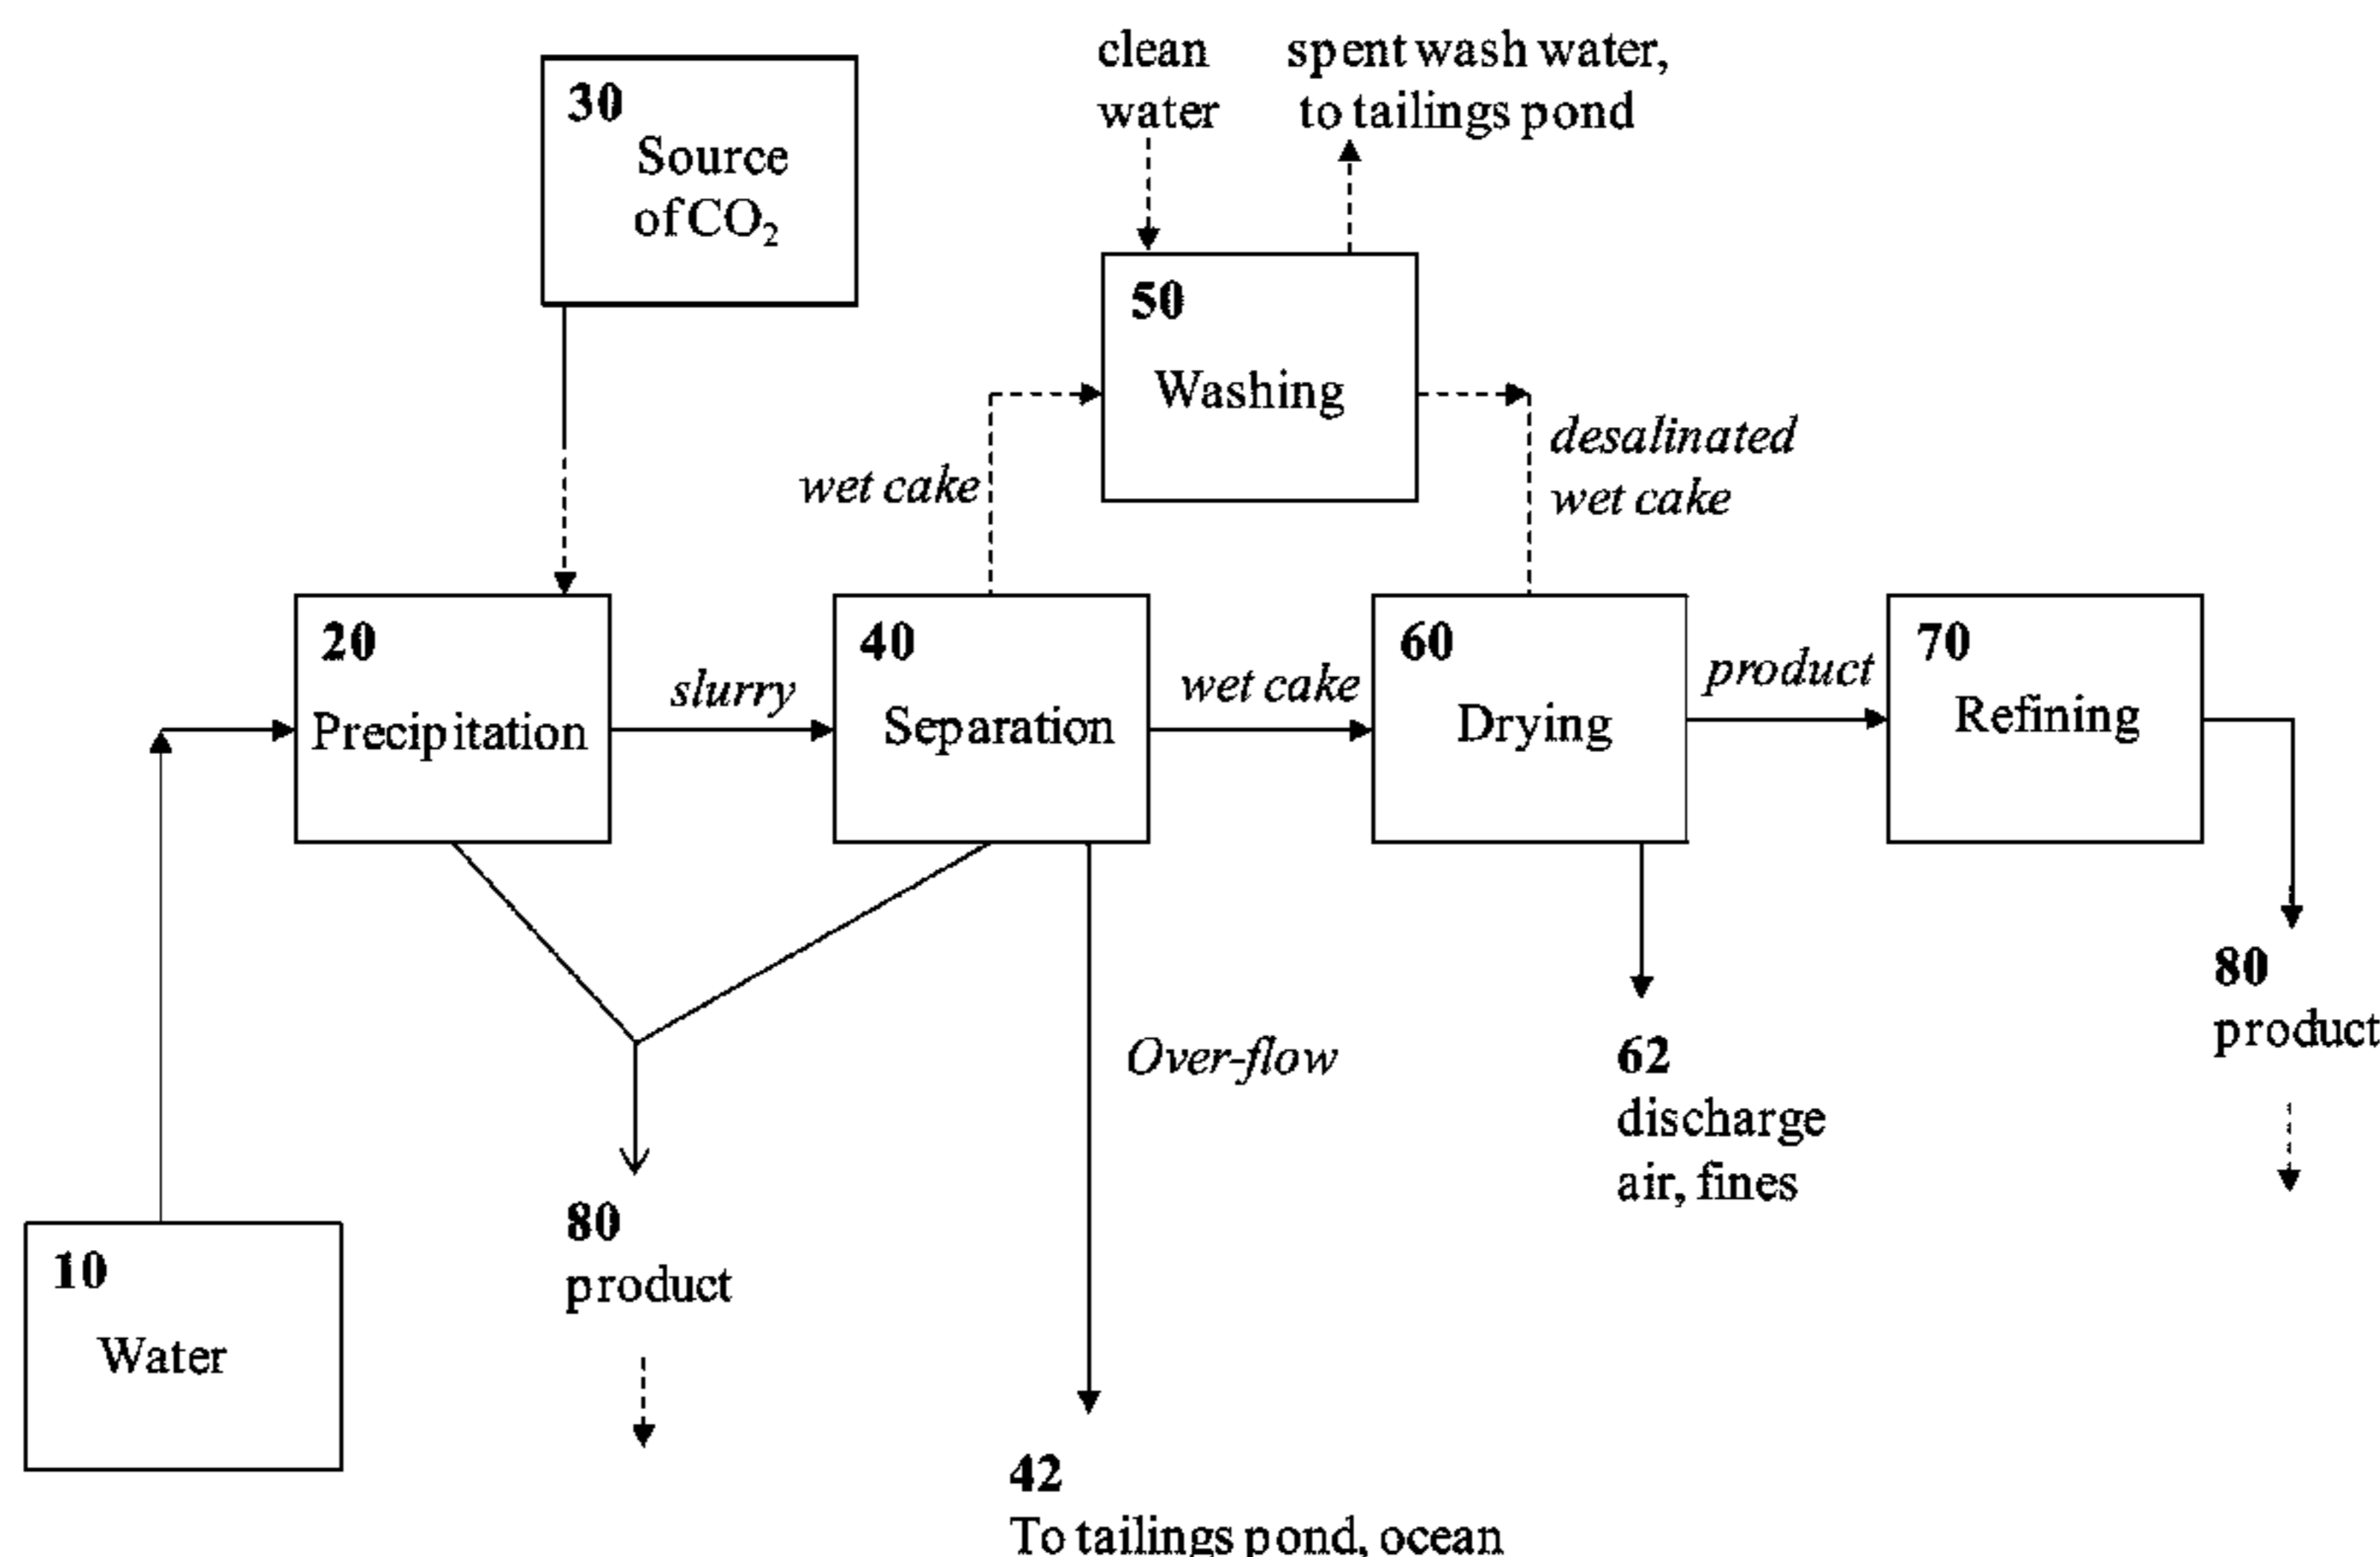 clean
water
spent wash water,
to tailings pond
30
Source
of CO₂
50
Washing
desalinated
wet cake
wet cake
20
Precipitation
slurry
40
Separation
wet cake
60
Drying
product
70
Refining
80
product
Over-flow
62
discharge
air, fines
80
product
10
Water
42
To tailings pond, ocean